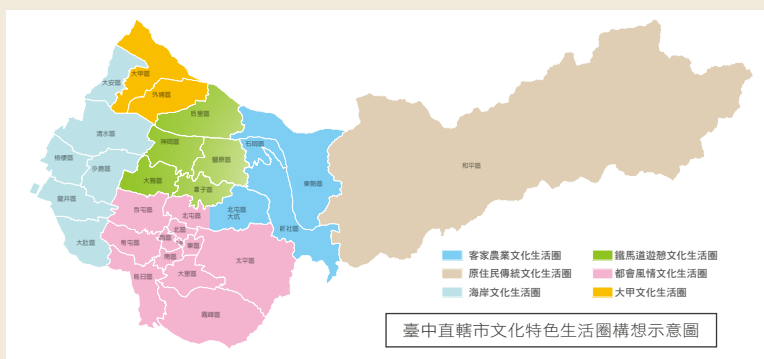 大甲區
大安區
外埔區
后里區
清水區
神岡區
石岡區
豐原區
梧棲區
沙鹿區
和平區
大雅區
潭子區
東勢區
龍井區
西屯區
北屯區
北屯區
大坑
新社區
北區
大肚區
南屯區
西區
東區
南區
太平區
烏日區
大里區
霧峰區
客家農業文化生活圈
鐵馬道遊憩文化生活圈
原住民傳統文化生活圈
都會風情文化生活圈
海岸文化生活圈
大甲文化生活圈
臺中直轄市文化特色生活圈構想示意圖